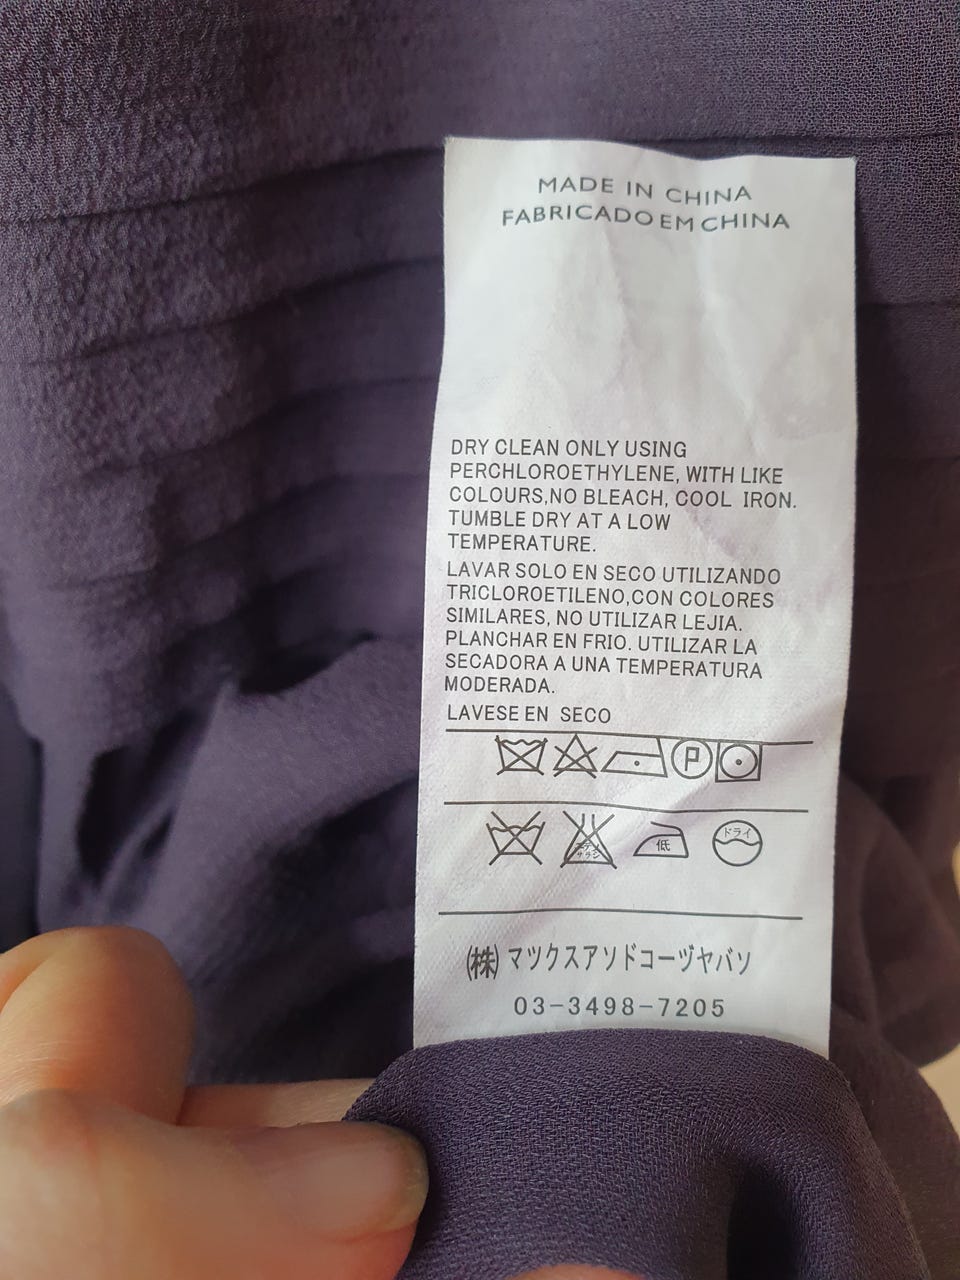 MADE IN CHINA
FABRICADO EM CHINA
DRY CLEAN ONLY USING
PERCHLOROETHYLENE, WITH LIKE
COLOURS,NO BLEACH, COOL IRON.
TUMBLE DRY AT A LOW
TEMPERATURE.
LAVAR SOLO EN SECO UTILIZANDO
TRICLOROETILENO,CON COLORES
SIMILARES, NO UTILIZAR LEJIA.
PLANCHAR EN FRIO. UTILIZAR LA
SECADORA A UNA TEMPERATURA
MODERADA.
LAVESE EN SECO
P
低 ドライ
(株) マツクスアソドコーヅヤバソ
03-3498-7205